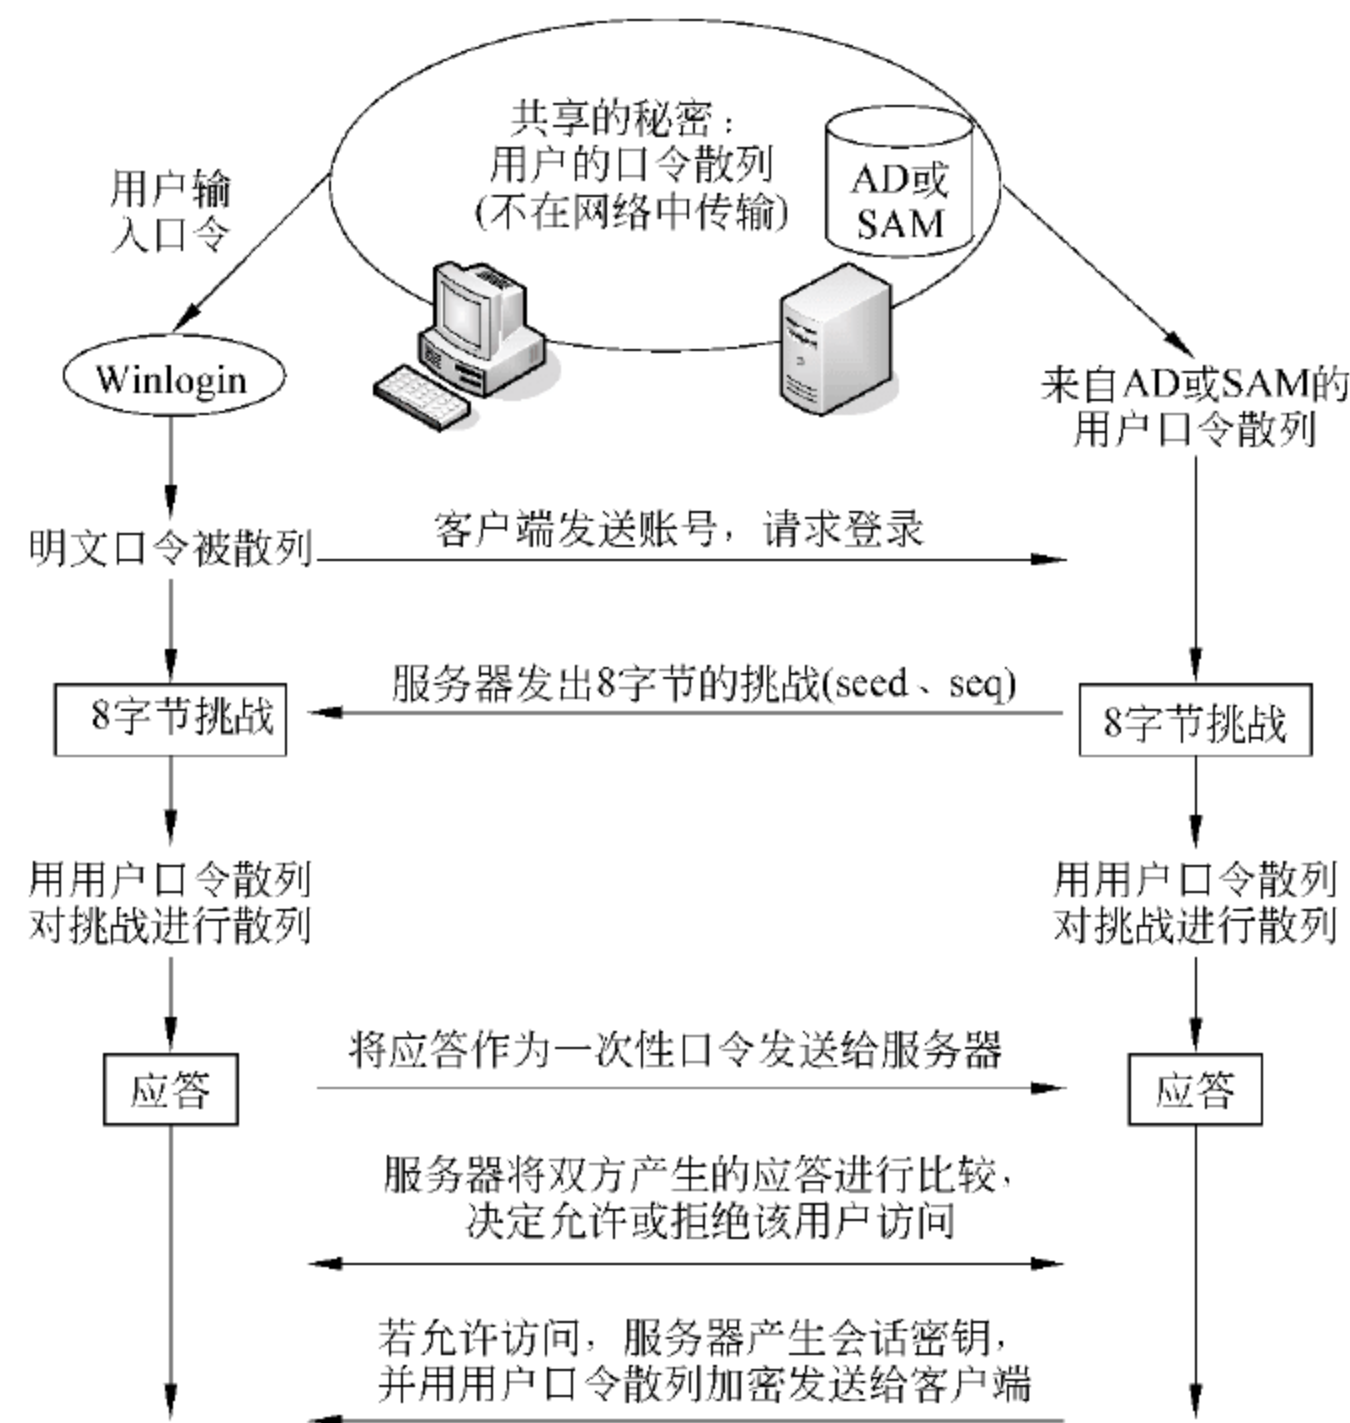 共享的秘密：
用户的口令散列
(不在网络中传输)
AD或
SAM
用户输
入口令
Winlogin
来自AD或SAM的
用户口令散列
明文口令被散列
客户端发送账号，请求登录
服务器发出8字节的挑战(seed、seq)
8字节挑战
8字节挑战
用用户口令散列
对挑战进行散列
用用户口令散列
对挑战进行散列
将应答作为一次性口令发送给服务器
应答
应答
服务器将双方产生的应答进行比较，
决定允许或拒绝该用户访问
若允许访问，服务器产生会话密钥，
并用用户口令散列加密发送给客户端